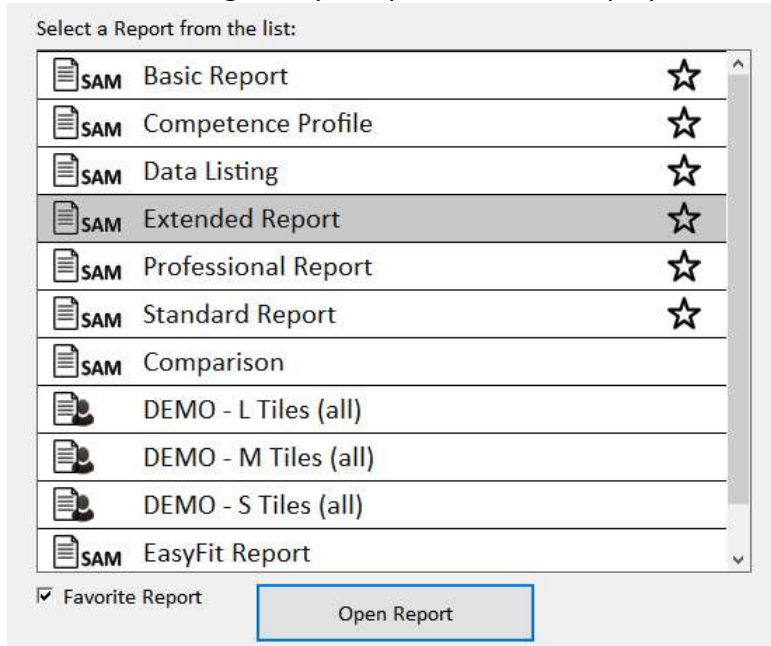 Select a Report from the list:
SAM Basic Report
SAM Competence Profile
SAM Data Listing
SAM Extended Report
SAM Professional Report
SAM Standard Report
SAM Comparison
DEMO - L Tiles (all)
DEMO - M Tiles (all)
DEMO - S Tiles (all)
SAM EasyFit Report
Favorite Report
Open Report